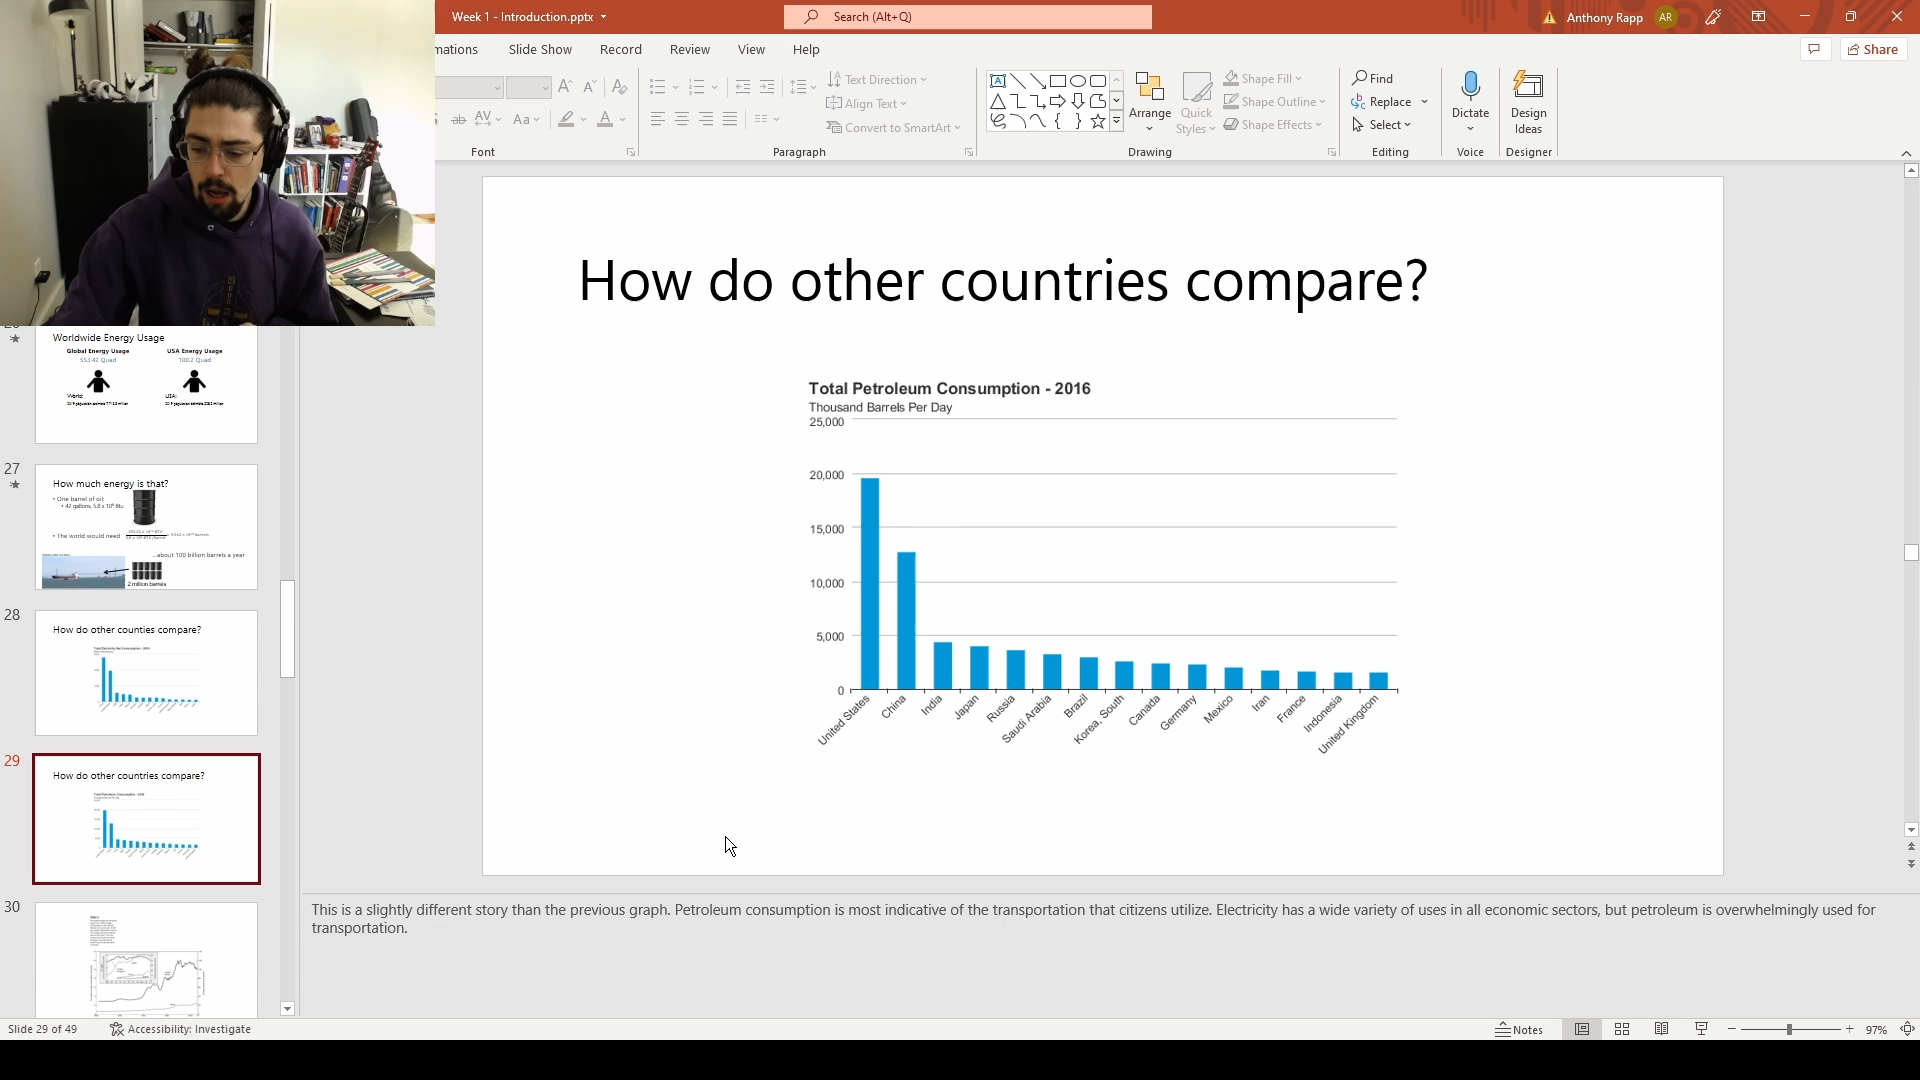 Week 1 - Introduction.pptx
Search (Alt+Q)
Anthony Rapp
AR
Slide Show
Record
Review
View
Help
Share
Text Direction
Align Text
Convert to SmartArt
Font
Paragraph
Arrange
Quick
Styles
Shape Fill
Shape Outline
Shape Effects
Drawing
Find
Replace
Select
Editing
Dictate
Voice
Design
Ideas
Designer
Worldwide Energy Usage
Global Energy Usage
USA Energy Usage
553.42 Quad
100.2 Quad
World:
USA:
27
How much energy is that?
• One barrel of oil:
• 42 gallons, 5.8 x 10⁶ Btu
• The world would need
...about 100 billion barrels a year
2 million barrels
28
How do other counties compare?
29
How do other countries compare?
30
How do other countries compare?
Total Petroleum Consumption - 2016
Thousand Barrels Per Day
25,000
20,000
15,000
10,000
5,000
0
United States
China
India
Japan
Russia
Saudi Arabia
Brazil
Korea, South
Canada
Germany
Mexico
Iran
France
Indonesia
United Kingdom
This is a slightly different story than the previous graph. Petroleum consumption is most indicative of the transportation that citizens utilize. Electricity has a wide variety of uses in all economic sectors, but petroleum is overwhelmingly used for
transportation.
Slide 29 of 49
Accessibility: Investigate
Notes
97%